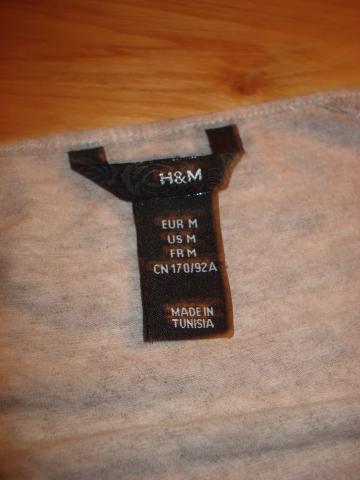 H&M
EUR M
US M
FR M
CN 170/92A
MADE IN
TUNISIA